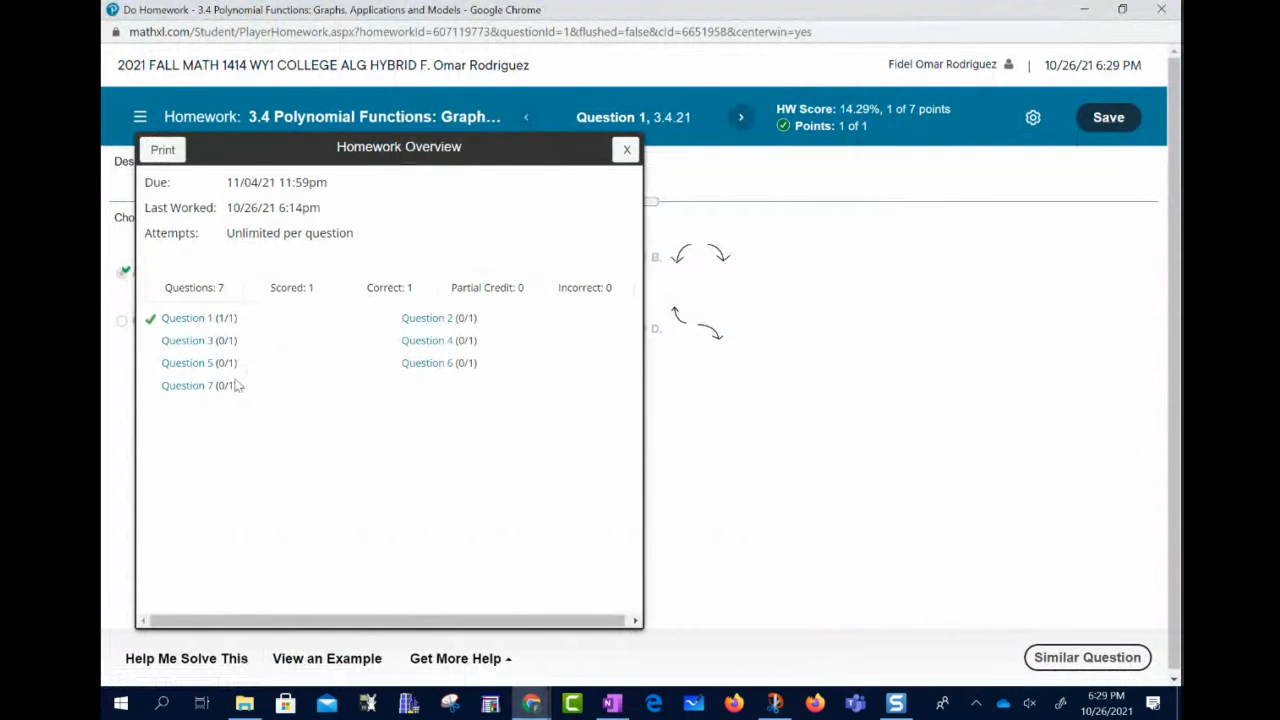 Do Homework - 3.4 Polynomial Functions: Graphs, Applications and Models - Google Chrome
mathxl.com/Student/PlayerHomework.aspx?homeworkId=607119773&questionId=1&flushed=false&cId=6651958&centerwin=yes
2021 FALL MATH 1414 WY1 COLLEGE ALG HYBRID F. Omar Rodriguez
Fidel Omar Rodriguez | 10/26/21 6:29 PM
Homework: 3.4 Polynomial Functions: Graph...
Question 1, 3.4.21
HW Score: 14.29%, 1 of 7 points
Points: 1 of 1
Save
Print
Homework Overview
X
Des
Due: 11/04/21 11:59pm
Last Worked: 10/26/21 6:14pm
Cho
Attempts: Unlimited per question
B.
Questions: 7 Scored: 1 Correct: 1 Partial Credit: 0 Incorrect: 0
Question 1 (1/1) Question 2 (0/1)
D.
Question 3 (0/1) Question 4 (0/1)
Question 5 (0/1) Question 6 (0/1)
Question 7 (0/1)
Help Me Solve This View an Example Get More Help
Similar Question
6:29 PM
10/26/2021